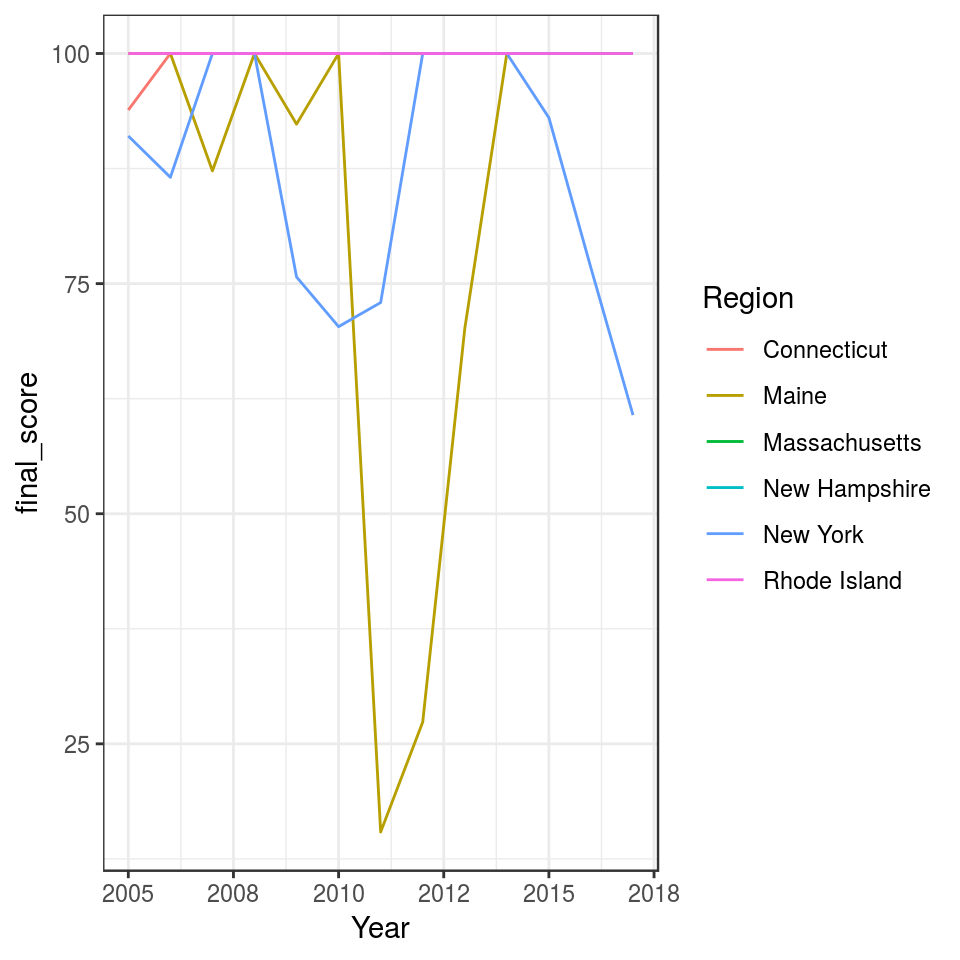 100
75
50
25
final_score
2005 2008 2010 2012 2015 2018
Year
Region
Connecticut
Maine
Massachusetts
New Hampshire
New York
Rhode Island